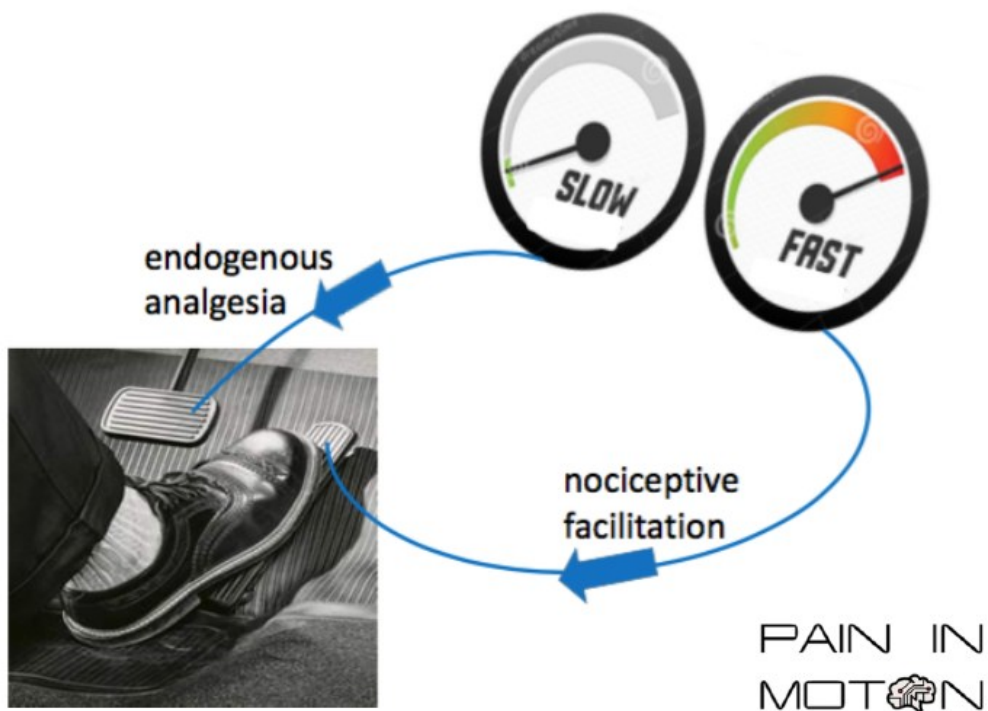 SLOW
FAST
endogenous
analgesia
nociceptive
facilitation
PAIN IN
MOTION